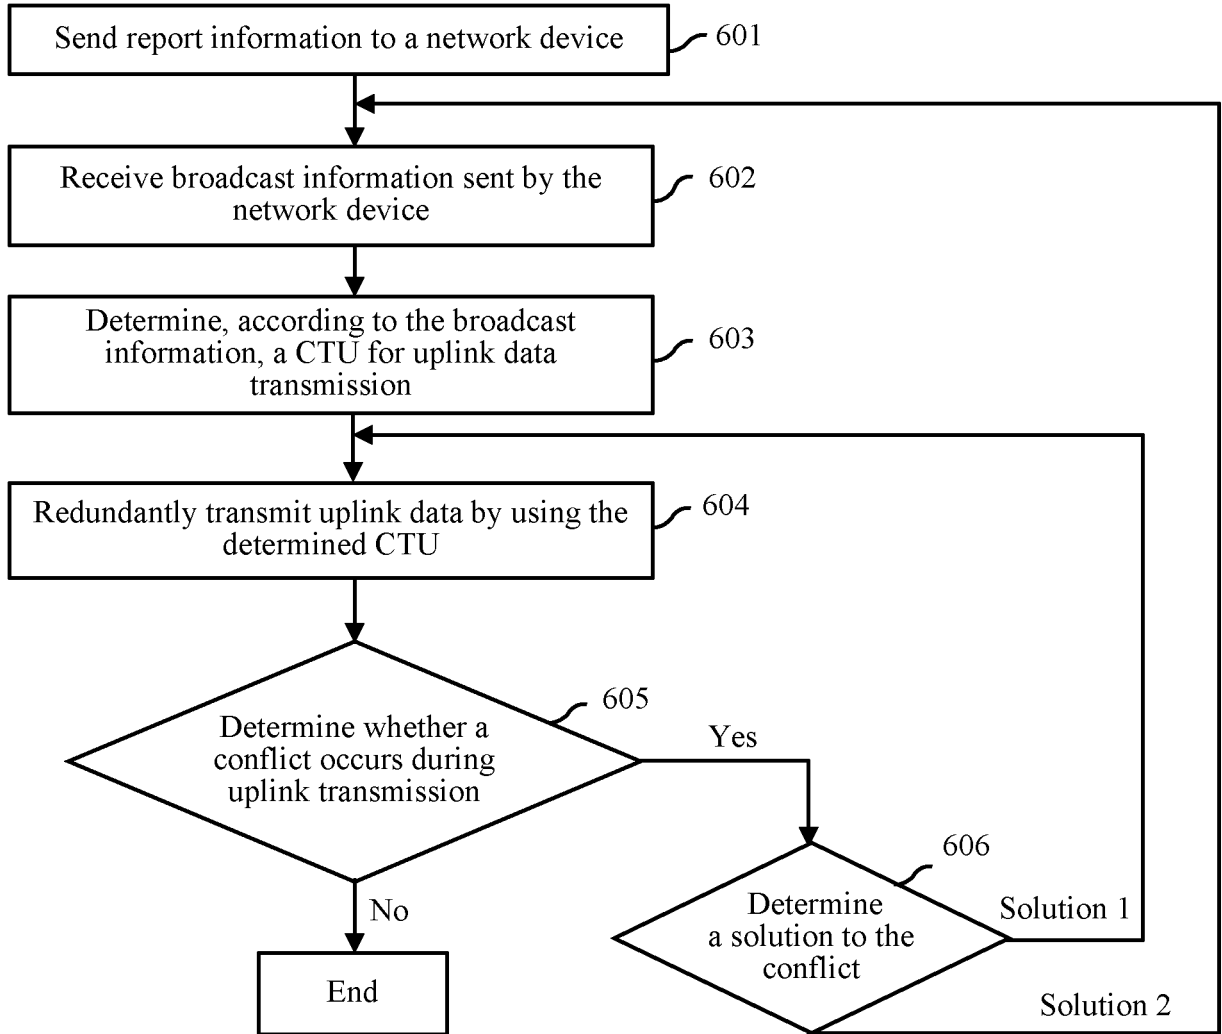 Send report information to a network device
601
Receive broadcast information sent by the
network device
602
Determine, according to the broadcast
information, a CTU for uplink data
transmission
603
Redundantly transmit uplink data by using the
determined CTU
604
Determine whether a
conflict occurs during
uplink transmission
605
Yes
No
End
Determine
a solution to the
conflict
606
Solution 1
Solution 2